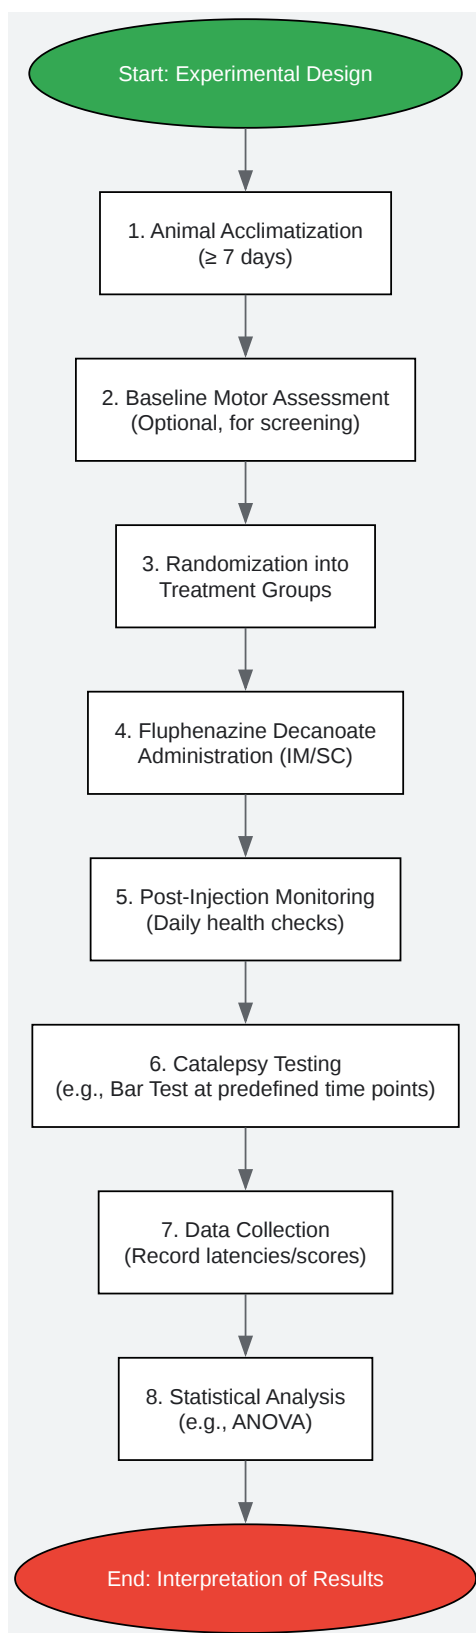 Start: Experimental Design
1. Animal Acclimatization
(≥ 7 days)
2. Baseline Motor Assessment
(Optional, for screening)
3. Randomization into
Treatment Groups
4. Fluphenazine Decanoate
Administration (IM/SC)
5. Post-Injection Monitoring
(Daily health checks)
6. Catalepsy Testing
(e.g., Bar Test at predefined time points)
7. Data Collection
(Record latencies/scores)
8. Statistical Analysis
(e.g., ANOVA)
End: Interpretation of Results